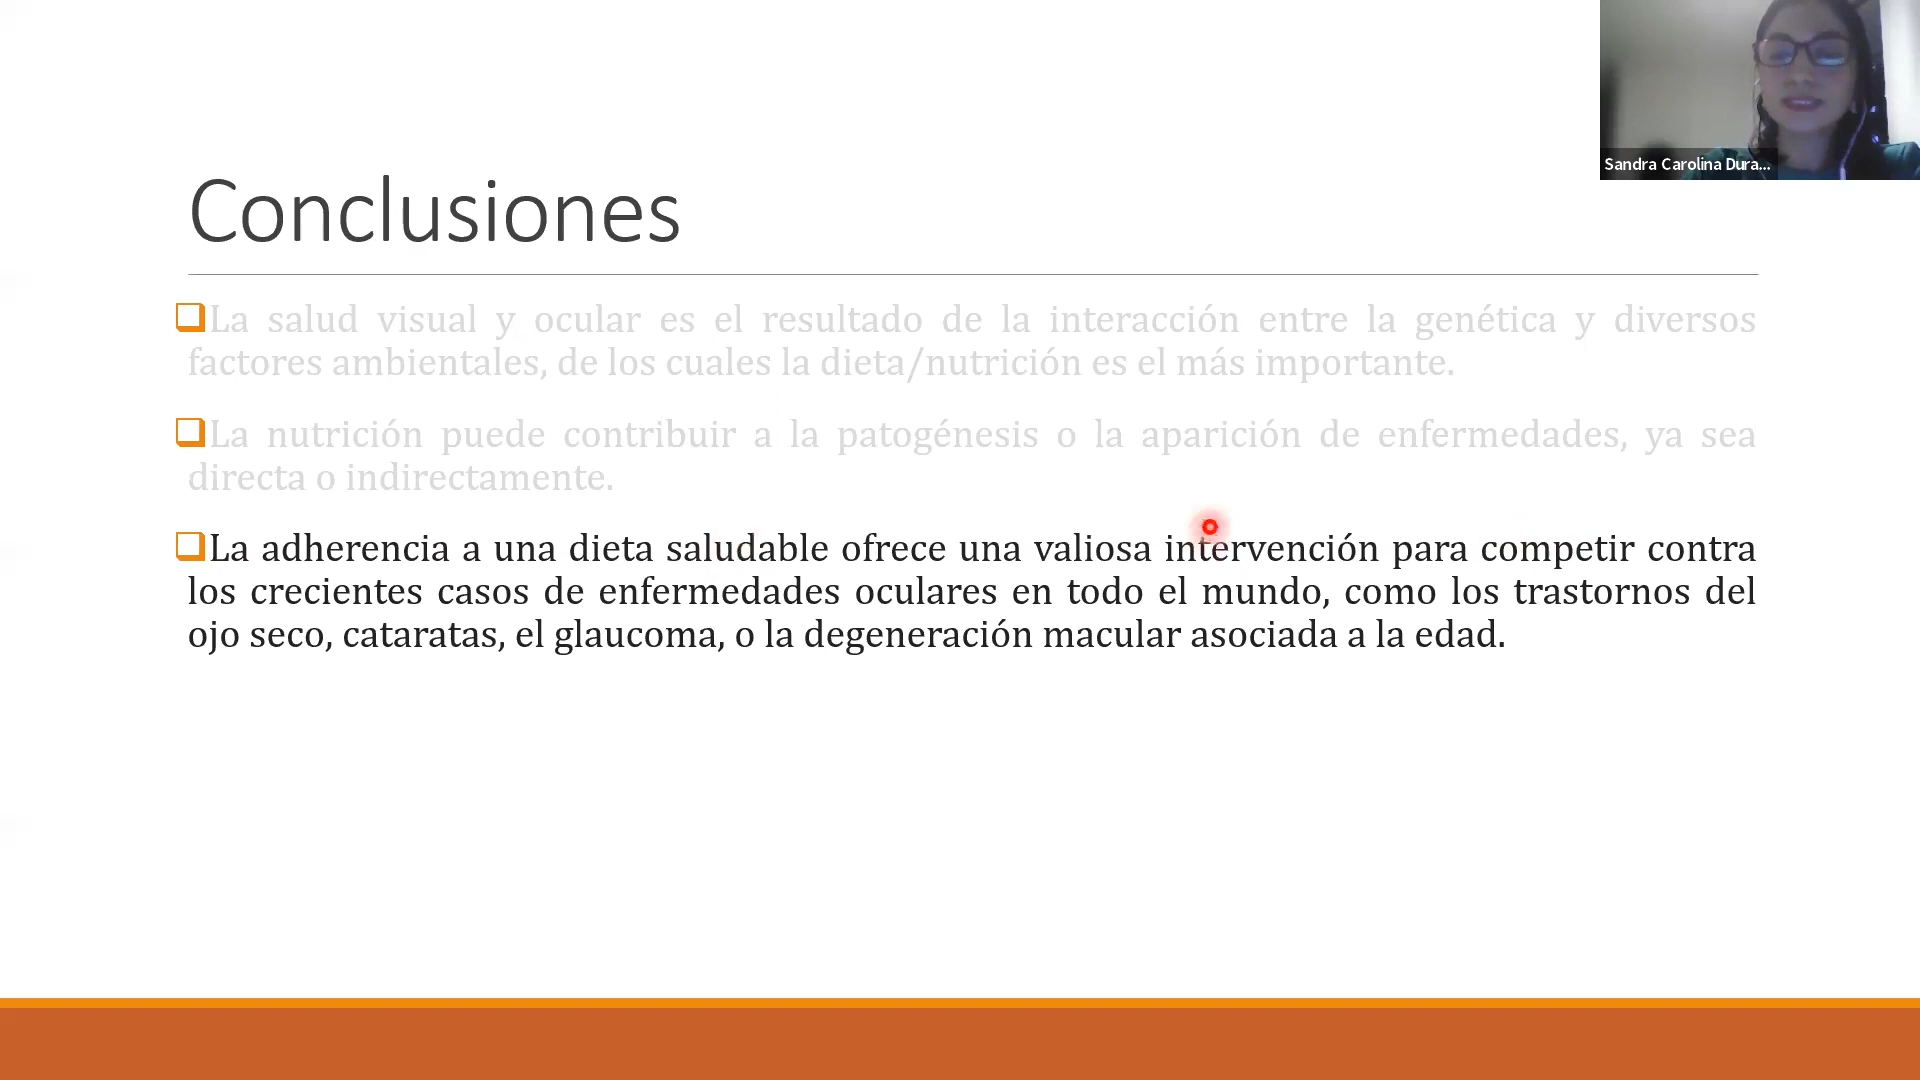 Sandra Carolina Dura...
Conclusiones
La salud visual y ocular es el resultado de la interacción entre la genética y diversos
factores ambientales, de los cuales la dieta/nutrición es el más importante.
La nutrición puede contribuir a la patogénesis o la aparición de enfermedades, ya sea
directa o indirectamente.
La adherencia a una dieta saludable ofrece una valiosa intervención para competir contra
los crecientes casos de enfermedades oculares en todo el mundo, como los trastornos del
ojo seco, cataratas, el glaucoma, o la degeneración macular asociada a la edad.